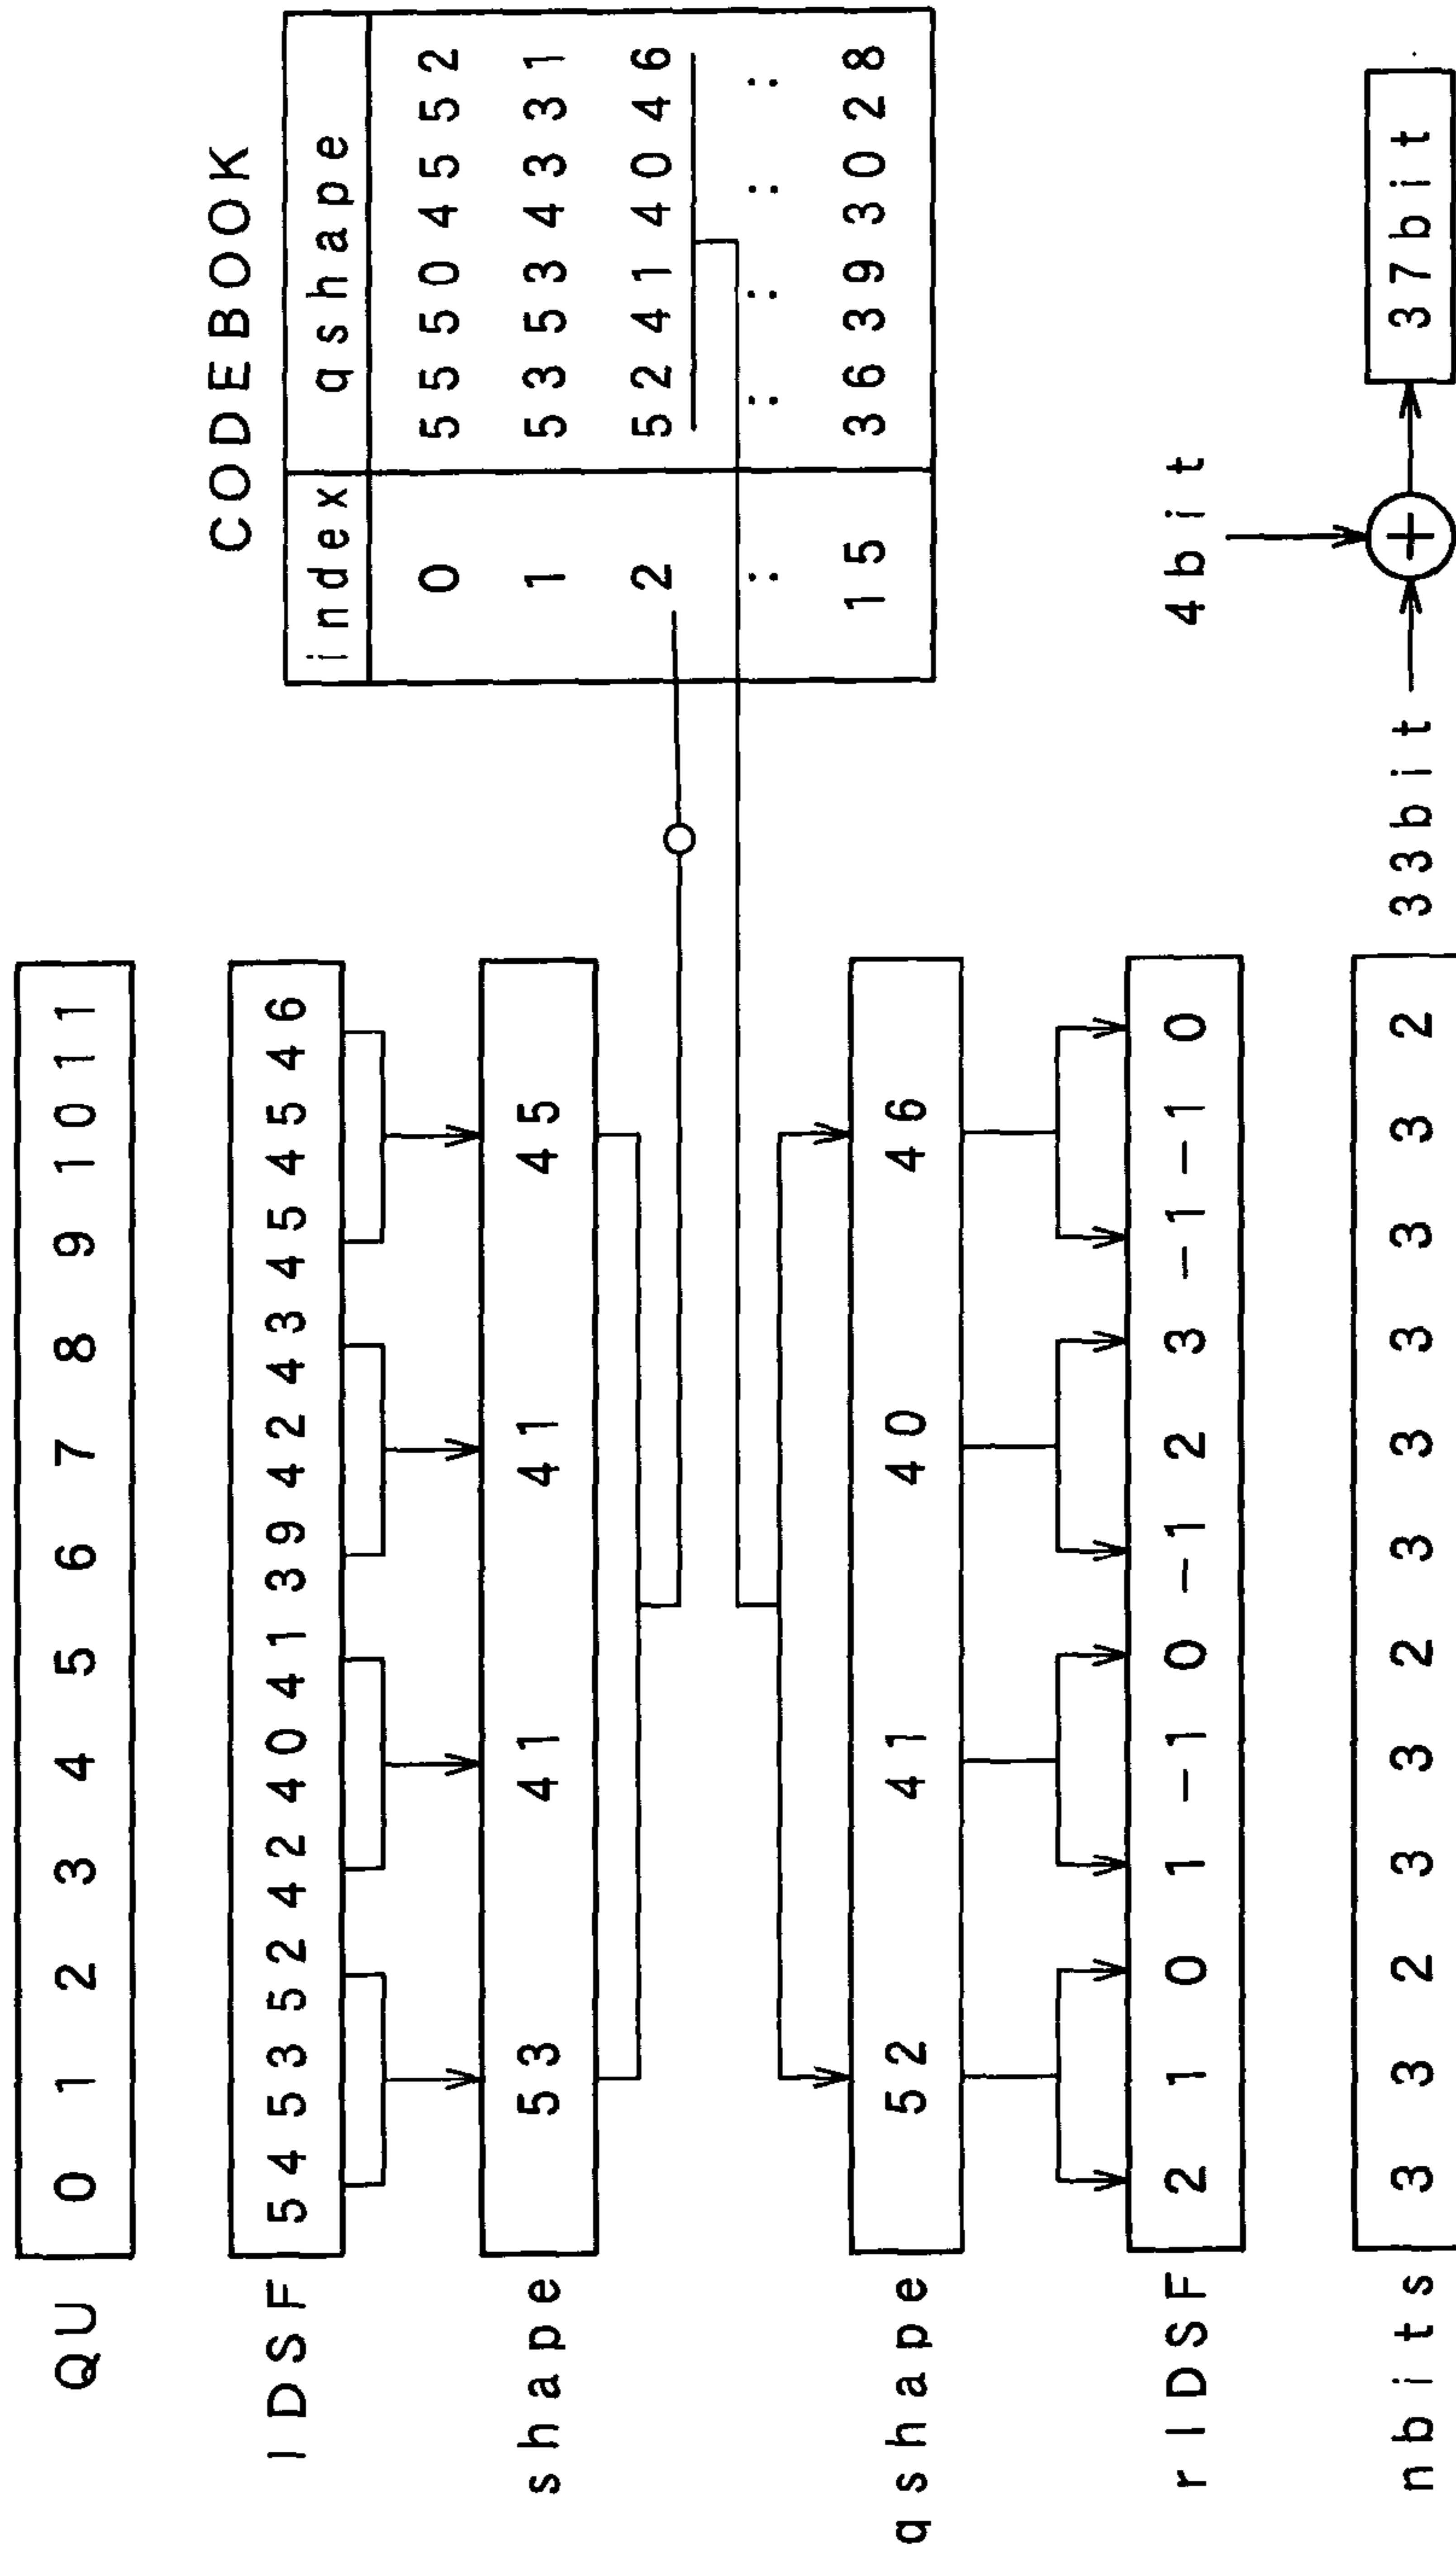 CODEBOOK
index qshape
0 55 50 45 52
1 53 53 43 31
2 52 41 40 46
: : : : :
15 36 39 30 28
QU 0 1 2 3 4 5 6 7 8 9 10 11
IDSF 54 53 52 42 40 41 39 42 43 45 45 46
shape 53 41 41 45
qshape 52 41 40 46
rIDSF 2 1 0 1 -1 0 -1 2 3 -1 -1 0
4bit
nbits 3 3 2 3 3 2 3 3 3 3 3 2 33bit + 37bit